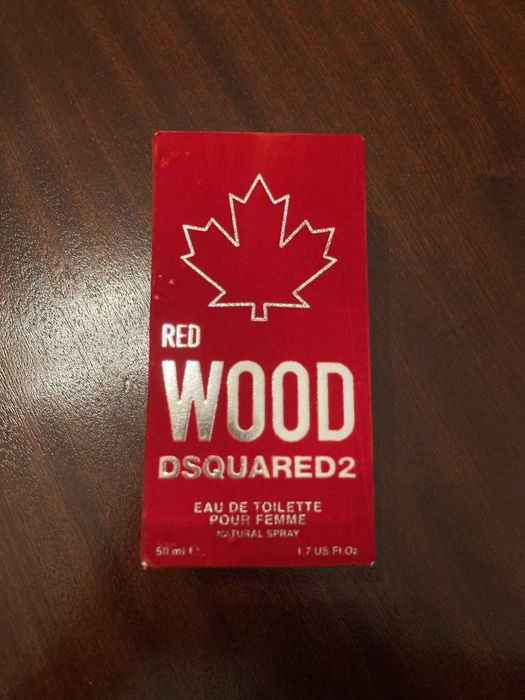 RED
WOOD
DSQUARED2
EAU DE TOILETTE
POUR FEMME
NATURAL SPRAY
50 ml ℮ 1.7 US Fl.Oz